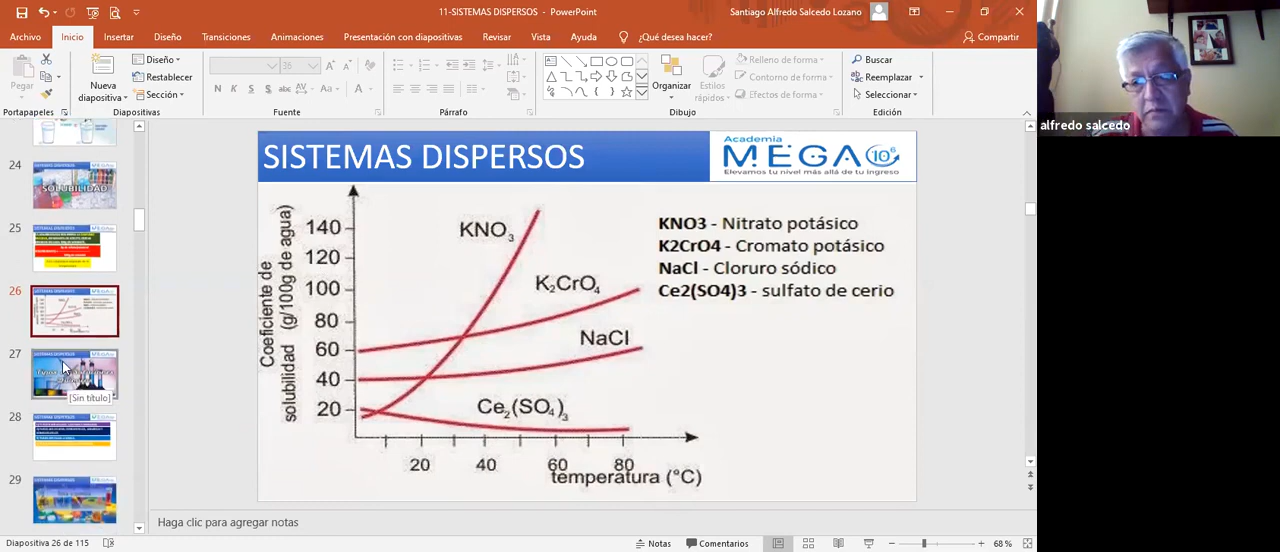 11-SISTEMAS DISPERSOS - PowerPoint
Santiago Alfredo Salcedo Lozano
Archivo Inicio Insertar Diseño Transiciones Animaciones Presentación con diapositivas Revisar Vista Ayuda ¿Qué desea hacer? Compartir
Pegar
Portapapeles
Nueva diapositiva
Diseño
Restablecer
Sección
Diapositivas
36
N K S
Fuente
Párrafo
Organizar
Estilos rápidos
Relleno de forma
Contorno de forma
Efectos de forma
Dibujo
Buscar
Reemplazar
Seleccionar
Edición
alfredo salcedo
24
SOLUBILIDAD
25
26
27
[Sin título]
28
29
SISTEMAS DISPERSOS
Academia
MEGA 10⁶
Elevamos tu nivel más allá de tu ingreso
Coeficiente de
solubilidad (g/100g de agua)
140
120
100
80
60
40
20
KNO3
K₂CrO₄
NaCl
Ce₂(SO₄)₃
20 40 60 80
temperatura (°C)
KNO3 - Nitrato potásico
K2CrO4 - Cromato potásico
NaCl - Cloruro sódico
Ce2(SO4)3 - sulfato de cerio
Haga clic para agregar notas
Diapositiva 26 de 115
Notas Comentarios
68 %